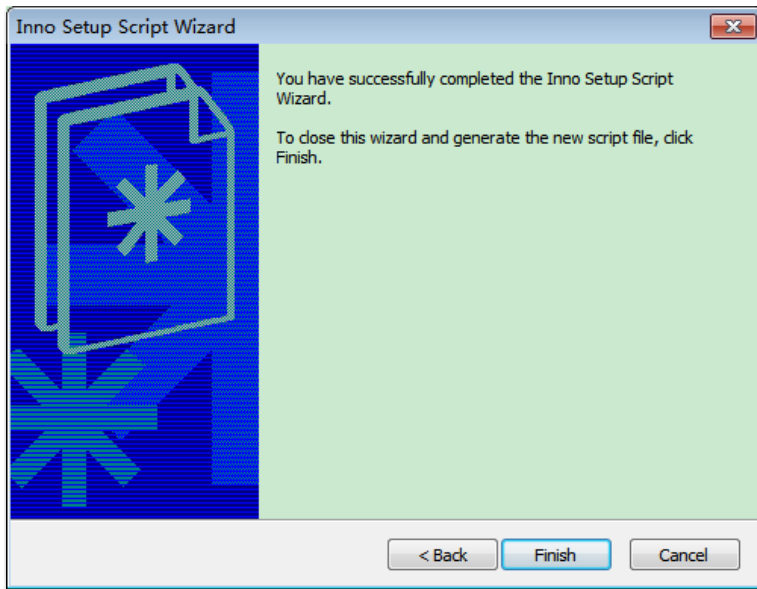 Inno Setup Script Wizard
You have successfully completed the Inno Setup Script
Wizard.
To close this wizard and generate the new script file, click
Finish.
< Back
Finish
Cancel